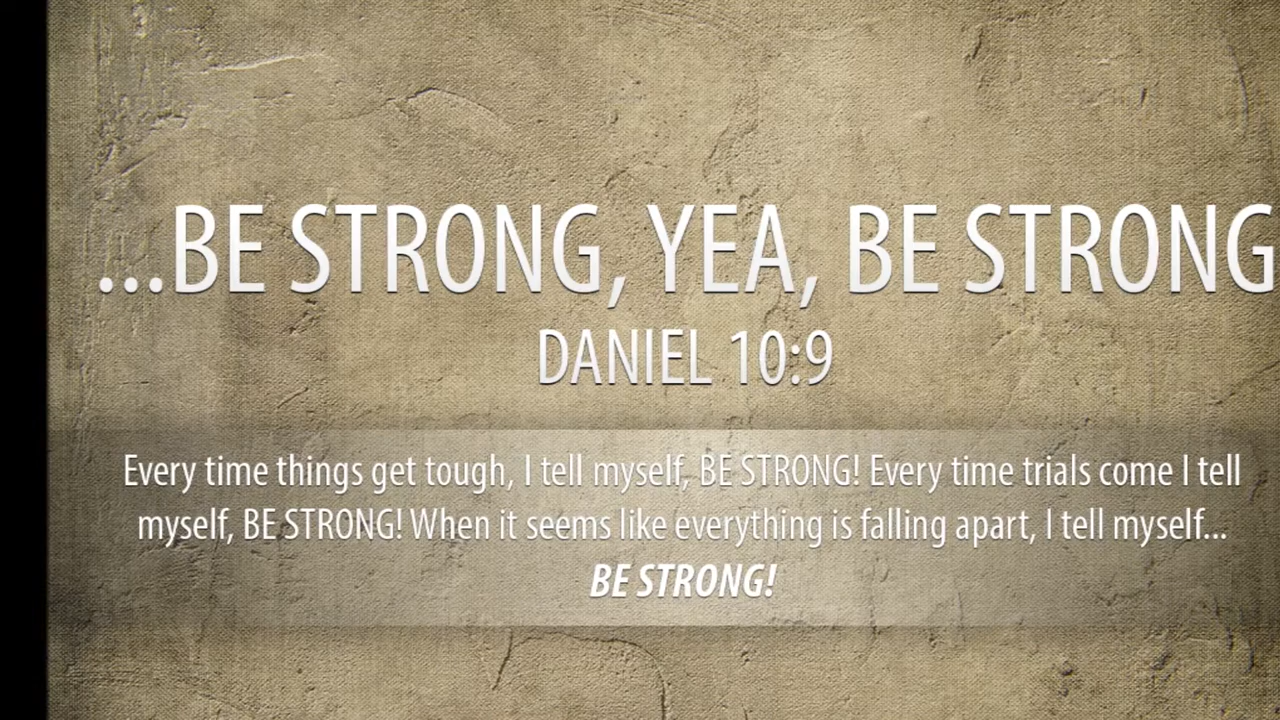 ...BE STRONG, YEA, BE STRONG
DANIEL 10:9
Every time things get tough, I tell myself, BE STRONG! Every time trials come I tell
myself, BE STRONG! When it seems like everything is falling apart, I tell myself...
BE STRONG!